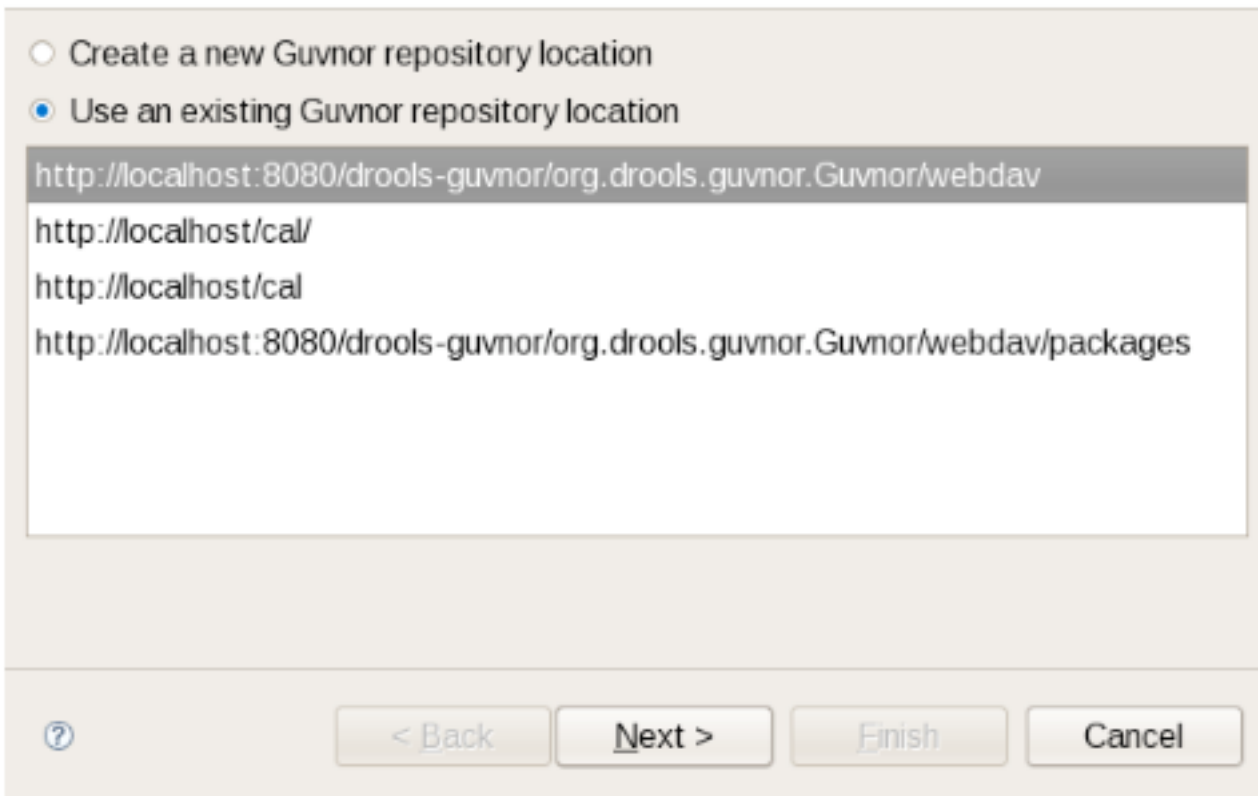 Create a new Guvnor repository location
Use an existing Guvnor repository location
http://localhost:8080/drools-guvnor/org.drools.guvnor.Guvnor/webdav
http://localhost/cal/
http://localhost/cal
http://localhost:8080/drools-guvnor/org.drools.guvnor.Guvnor/webdav/packages
? < Back Next > Finish Cancel